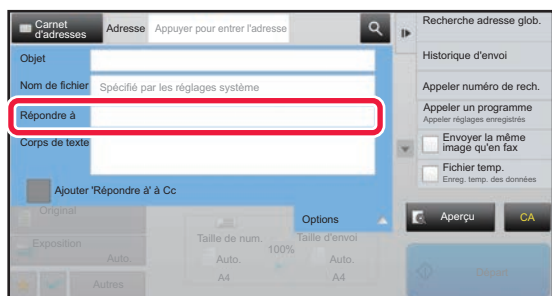 Carnet
d'adresses
Adresse
Appuyer pour entrer l'adresse
Objet
Nom de fichier
Spécifié par les réglages système
Répondre à
Corps de texte
Ajouter 'Répondre à' à Cc
Options
Original
Exposition
Auto.
Autres
Taille de num.
Auto.
A4
100%
Taille d'envoi
Auto.
A4
Recherche adresse glob.
Historique d'envoi
Appeler numéro de rech.
Appeler un programme
Appeler réglages enregistrés
Envoyer la même
image qu'en fax
Fichier temp.
Enreg. temp. des données
Aperçu
CA
Départ